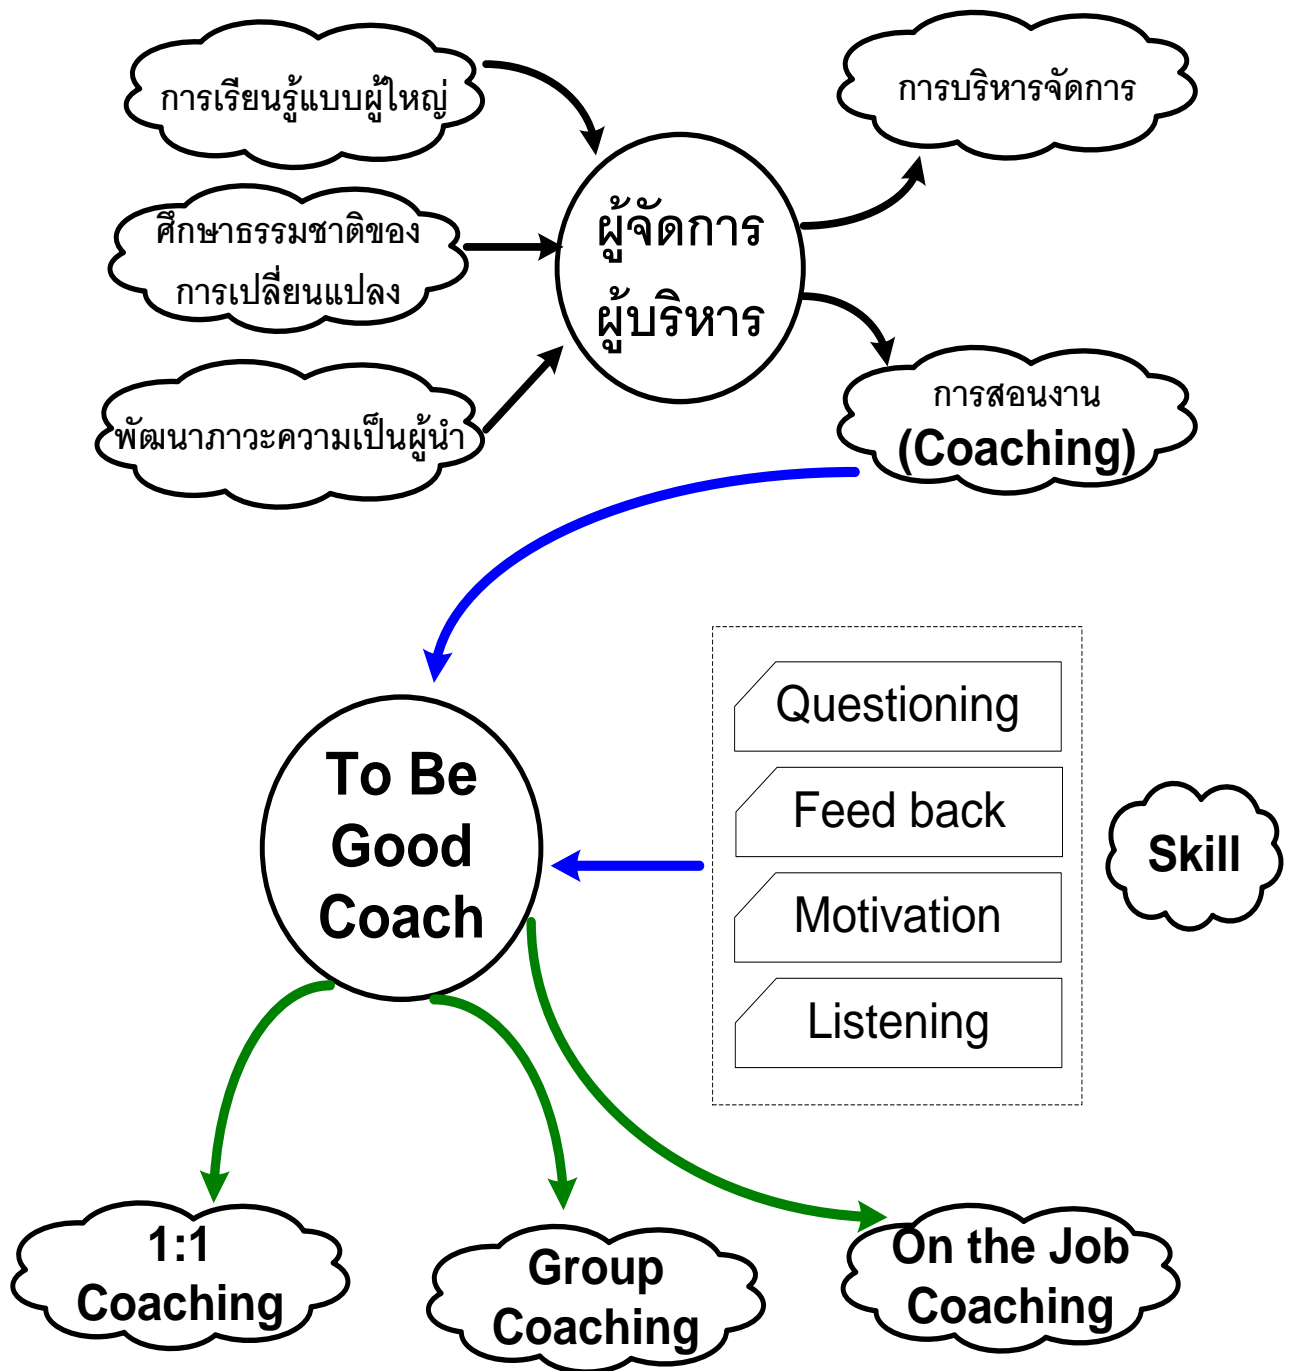 การเรียนรู้แบบผู้ใหญ่
การบริหารจัดการ
ศึกษาธรรมชาติของ
การเปลี่ยนแปลง
ผู้จัดการ
ผู้บริหาร
พัฒนาภาวะความเป็นผู้นำ
การสอนงาน
(Coaching)
To Be
Good
Coach
Questioning
Feed back
Motivation
Listening
Skill
1:1
Coaching
Group
Coaching
On the Job
Coaching